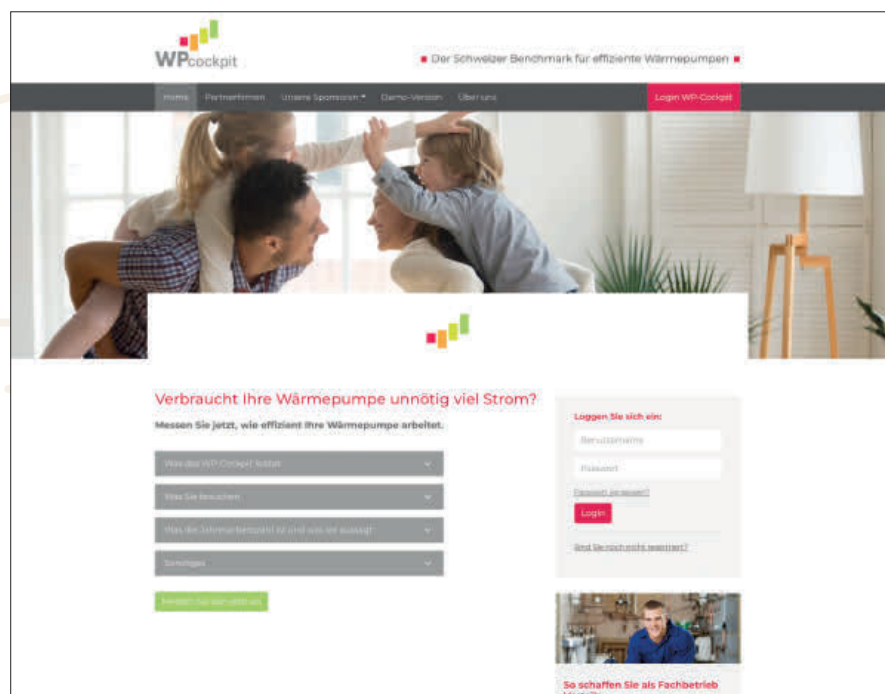 WPcockpit
Der Schweizer Benchmark für effiziente Wärmepumpen
Home Partnerfirmen Unsere Sponsoren Demo-Version Über uns
Login WP-Cockpit
Verbraucht Ihre Wärmepumpe unnötig viel Strom?
Messen Sie jetzt, wie effizient Ihre Wärmepumpe arbeitet.
Was das WP Cockpit leistet
Was Sie brauchen
Was die Jahresarbeitszahl ist und was sie aussagt
Sonstiges
Loggen Sie sich ein:
Benutzername
Passwort
Passwort vergessen?
Login
Sind Sie noch nicht registriert?
So schaffen Sie als Fachbetrieb